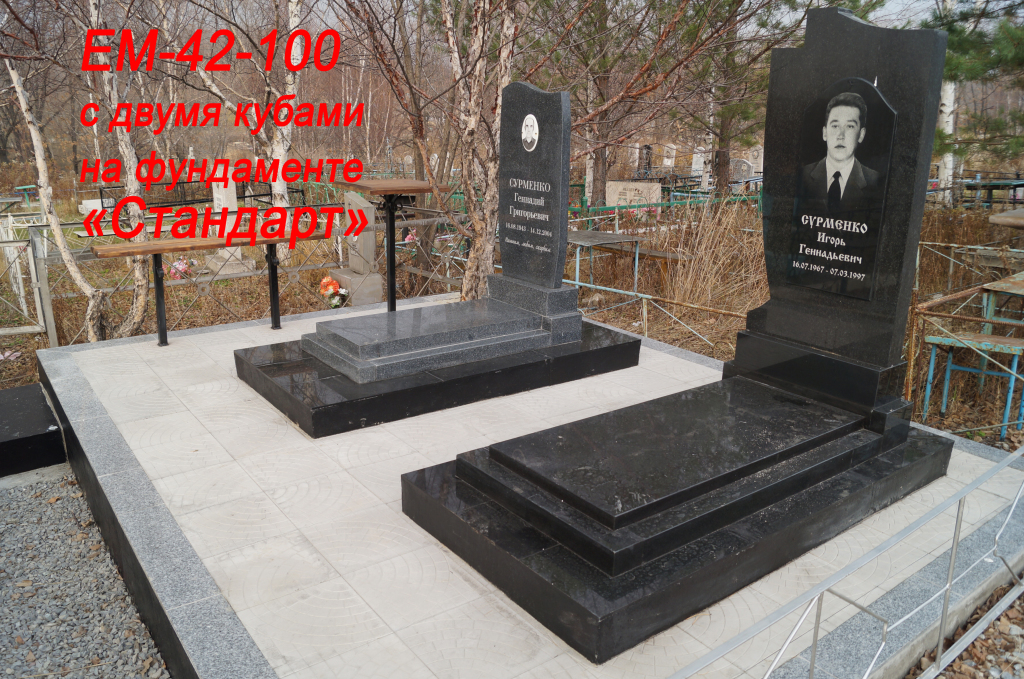 ЕМ-42-100
с двумя кубами
на фундаменте
«Стандарт»
СУРМЕНКО
Геннадий
Григорьевич
СУРМЕНКО
Игорь
Геннадьевич
16.07.1967 - 07.03.1997